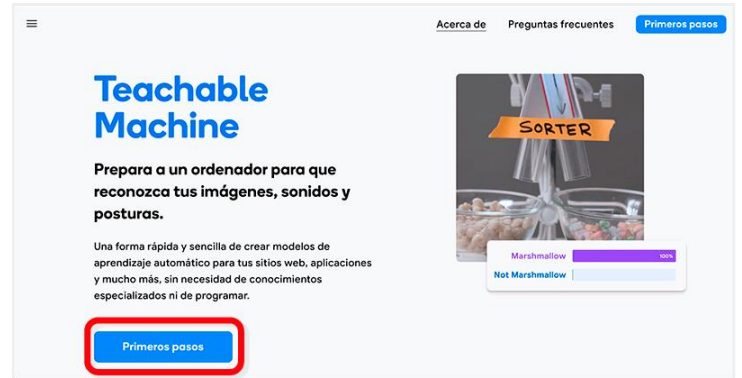 Acerca de
Preguntas frecuentes
Primeros pasos
Teachable
Machine
SORTER
Prepara a un ordenador para que
reconozca tus imágenes, sonidos y
posturas.
Una forma rápida y sencilla de crear modelos de
aprendizaje automático para tus sitios web, aplicaciones
y mucho más, sin necesidad de conocimientos
especializados ni de programar.
Marshmallow 100%
Not Marshmallow
Primeros pasos